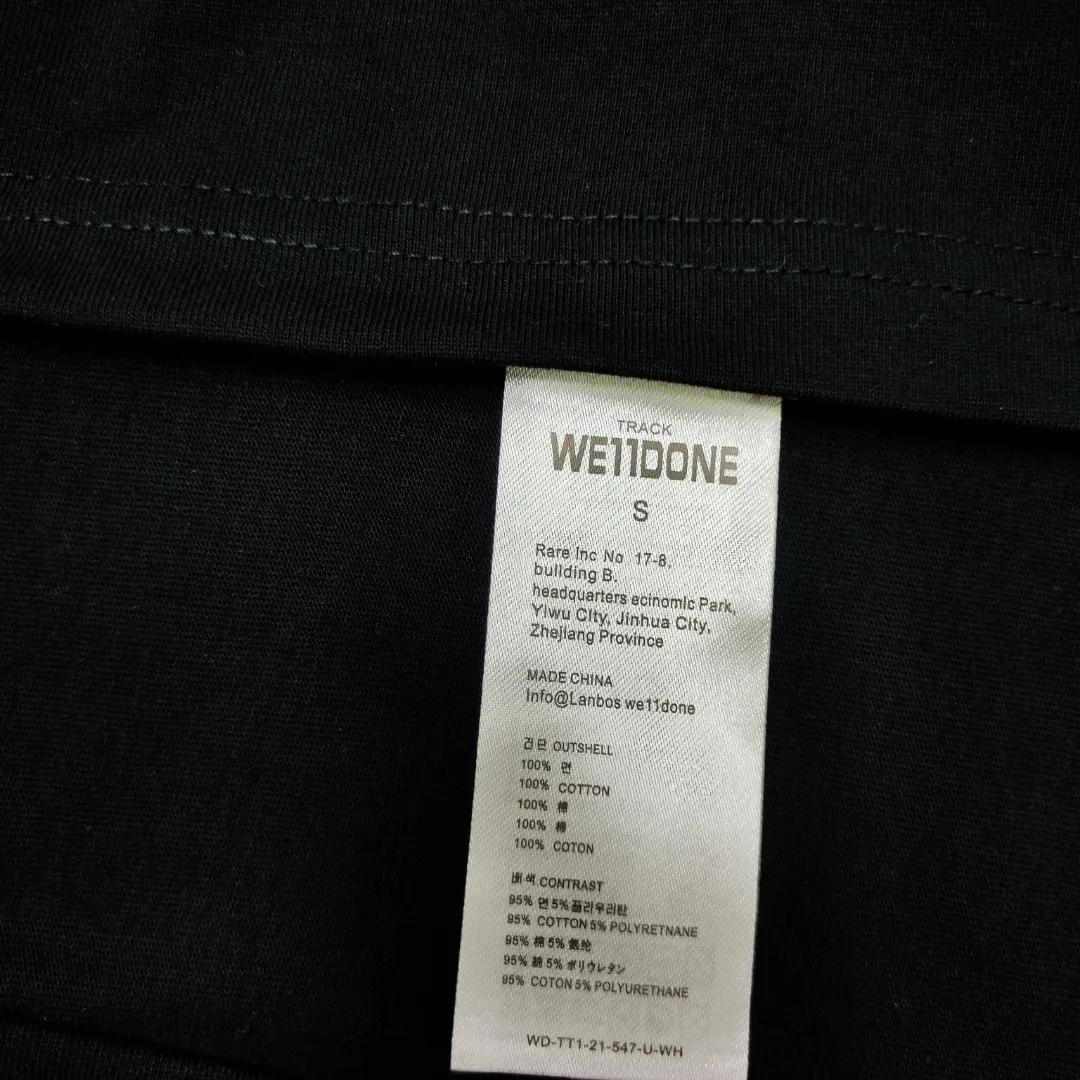 TRACK
WE11DONE
S
Rare Inc No 17-8,
building B.
headquarters ecinomic Park,
Yiwu City, Jinhua City,
Zhejiang Province
MADE CHINA
Info@Lanbos we11done
겉단 OUTSHELL
100% 면
100% COTTON
100% 棉
100% 棉
100% COTON
배색 CONTRAST
95% 면 5% 폴리우리탄
95% COTTON 5% POLYRETNANE
95% 棉 5% 氨纶
95% 綿 5% ポリウレタン
95% COTON 5% POLYURETHANE
WD-TT1-21-547-U-WH